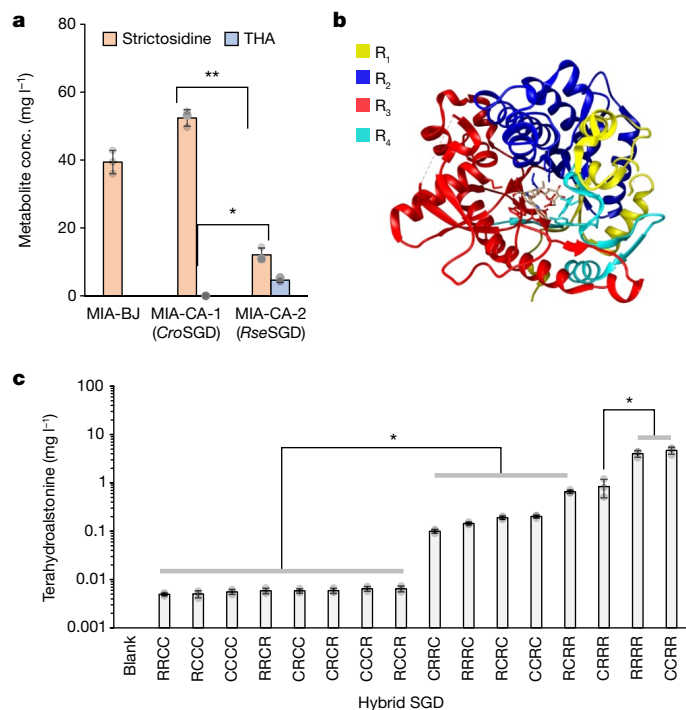 a
80
60
40
20
0
Metabolite conc. (mg l⁻¹)
Strictosidine
THA
**
*
MIA-BJ
MIA-CA-1
(CroSGD)
MIA-CA-2
(RseSGD)
b
R₁
R₂
R₃
R₄
c
100
10
1
0.1
0.01
0.001
Terahydroalstonine (mg l⁻¹)
*
*
Blank
RRCC
RCCC
CCCC
RRCR
CRCC
CRCR
CCCR
RCCR
CRRC
RRRC
RCRC
CCRC
RCRR
CRRR
RRRR
CCRR
Hybrid SGD